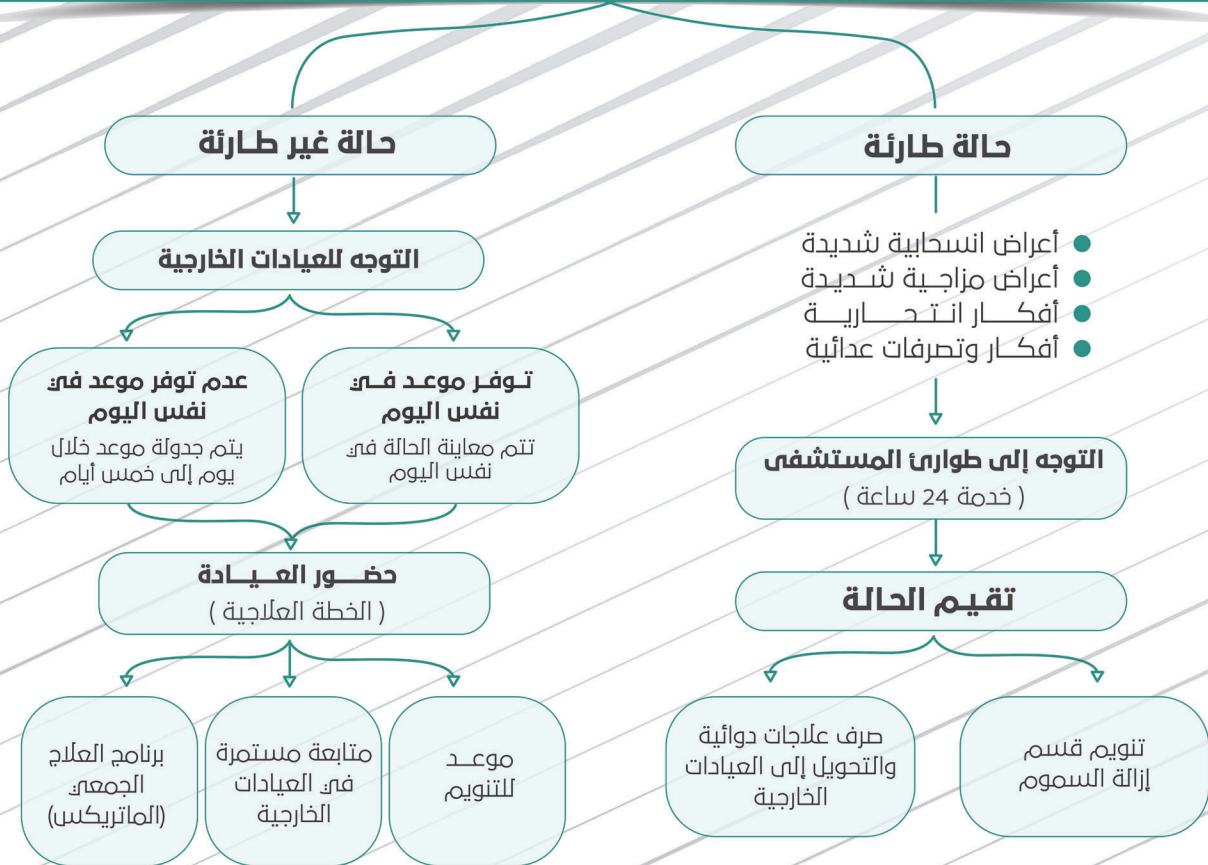 حالة طارئة
أعراض انسحابية شديدة
أعراض مزاجية شديدة
أفكار انتحارية
أفكار وتصرفات عدائية
التوجه إلى طوارئ المستشفى
( خدمة 24 ساعة )
تقيم الحالة
تنويم قسم
إزالة السموم
صرف علاجات دوائية
والتحويل إلى العيادات
الخارجية
حالة غير طارئة
التوجه للعيادات الخارجية
توفر موعد في
نفس اليوم
تتم معاينة الحالة في
نفس اليوم
عدم توفر موعد في
نفس اليوم
يتم جدولة موعد خلال
يوم إلى خمس أيام
حضور العيادة
( الخطة العلاجية )
موعد
للتنويم
متابعة مستمرة
في العيادات
الخارجية
برنامج العلاج
الجمعي
(الماتريكس)